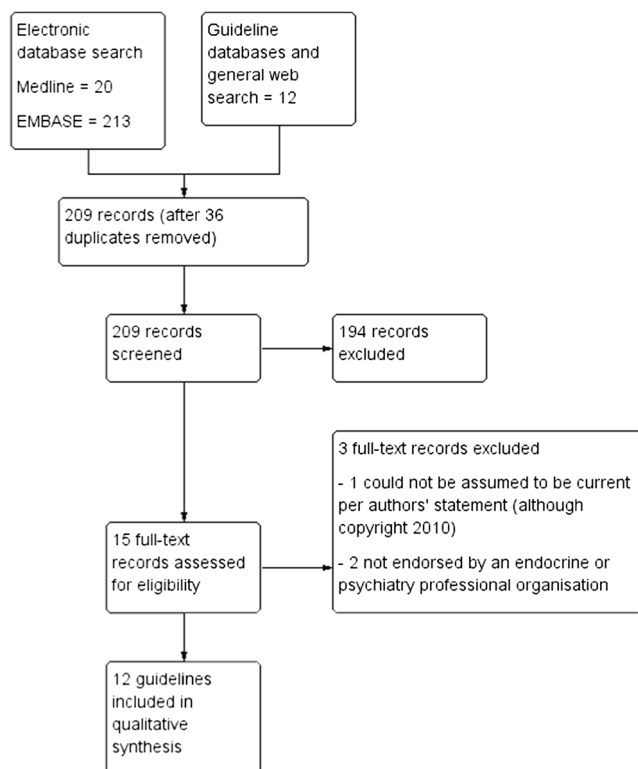 Electronic
database search
Medline = 20
EMBASE = 213
Guideline
databases and
general web
search = 12
209 records (after 36
duplicates removed)
209 records
screened
194 records
excluded
3 full-text records excluded
- 1 could not be assumed to be current
per authors' statement (although
copyright 2010)
- 2 not endorsed by an endocrine or
psychiatry professional organisation
15 full-text
records assessed
for eligibility
12 guidelines
included in
qualitative
synthesis